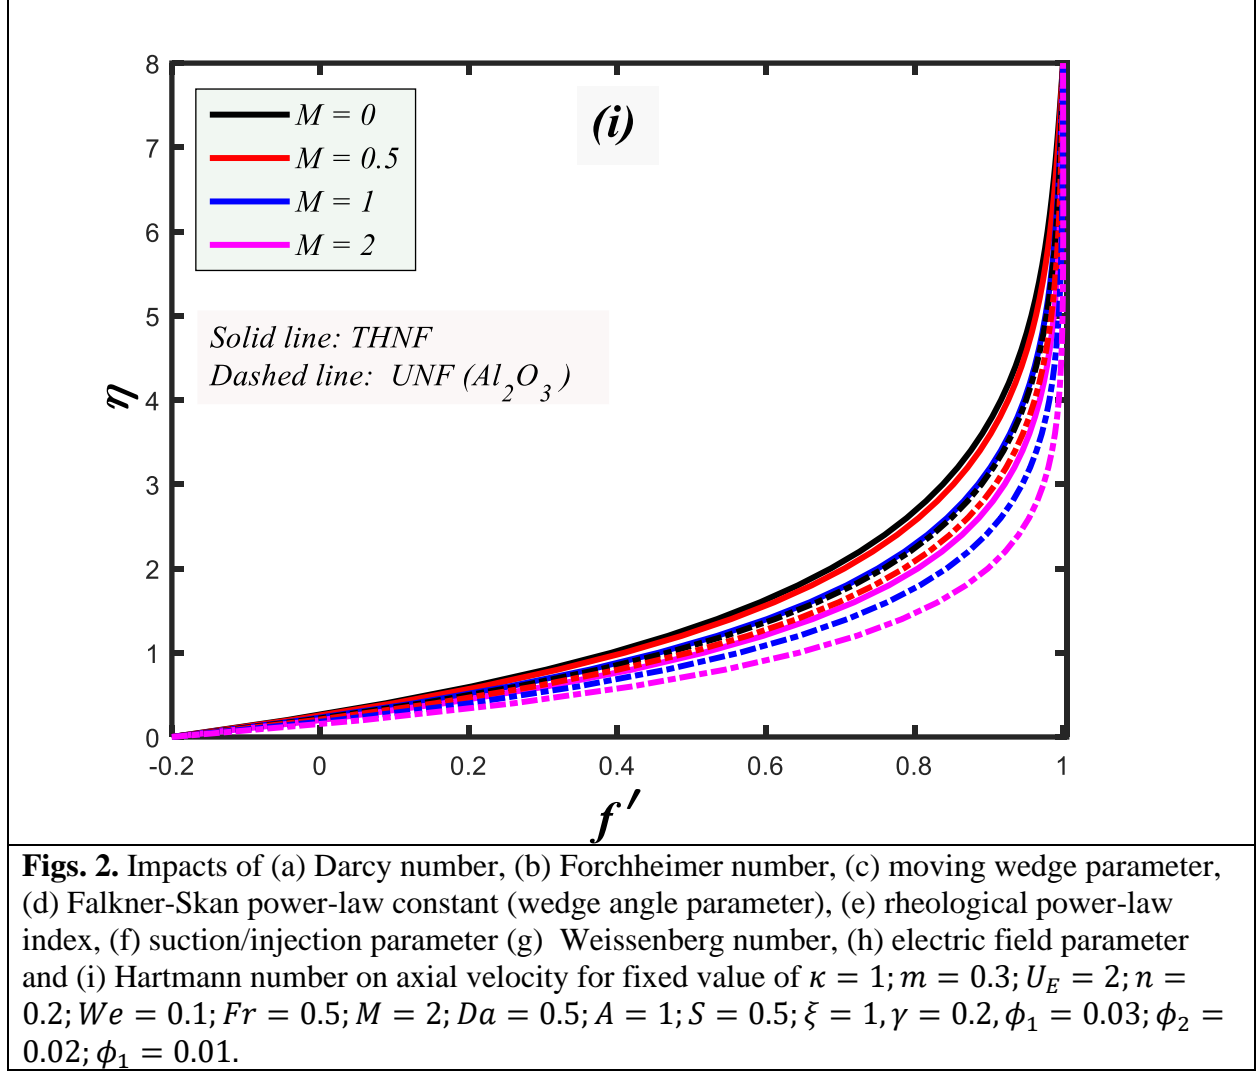 8
7
6
5
4
3
2
1
0
-0.2
0
0.2
0.4
0.6
0.8
1
η
f ′
M = 0
M = 0.5
M = 1
M = 2
(i)
Solid line: THNF
Dashed line: UNF (Al₂O₃ )
Figs. 2. Impacts of (a) Darcy number, (b) Forchheimer number, (c) moving wedge parameter,
(d) Falkner-Skan power-law constant (wedge angle parameter), (e) rheological power-law
index, (f) suction/injection parameter (g) Weissenberg number, (h) electric field parameter
and (i) Hartmann number on axial velocity for fixed value of 𝜅 = 1; 𝑚 = 0.3; 𝑈_𝐸 = 2; 𝑛 =
0.2; 𝑊𝑒 = 0.1; 𝐹𝑟 = 0.5; 𝑀 = 2; 𝐷𝑎 = 0.5; 𝐴 = 1; 𝑆 = 0.5; 𝜉 = 1, 𝛾 = 0.2, 𝜙₁ = 0.03; 𝜙₂ =
0.02; 𝜙₁ = 0.01.